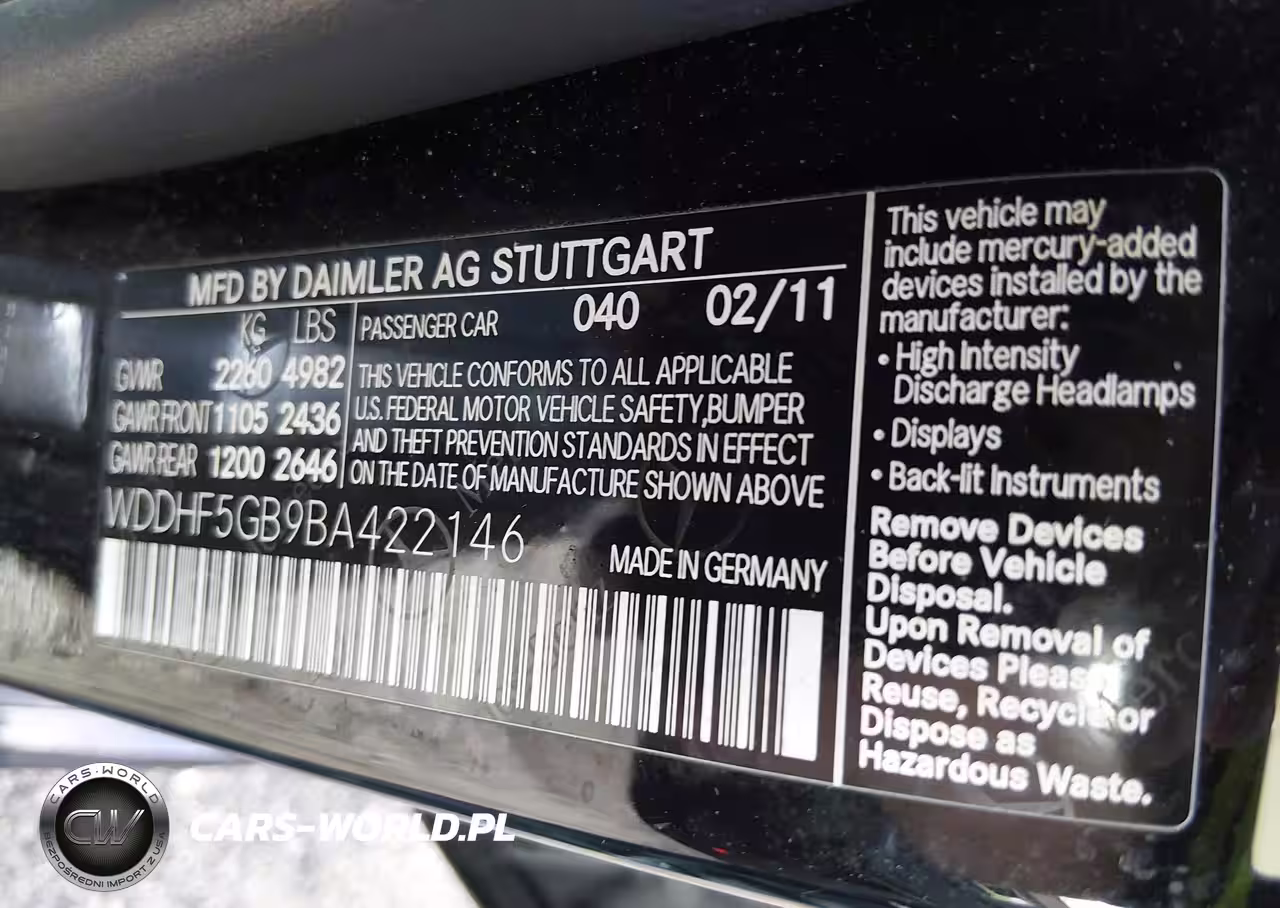 MFD BY DAIMLER AG STUTTGART
KG LBS
GVWR 2260 4982
GAWR FRONT 1105 2436
GAWR REAR 1200 2646
PASSENGER CAR 040 02/11
THIS VEHICLE CONFORMS TO ALL APPLICABLE
U.S. FEDERAL MOTOR VEHICLE SAFETY,BUMPER
AND THEFT PREVENTION STANDARDS IN EFFECT
ON THE DATE OF MANUFACTURE SHOWN ABOVE
WDDHF5GB9BA422146
MADE IN GERMANY
This vehicle may
include mercury-added
devices installed by the
manufacturer:
• High Intensity
Discharge Headlamps
• Displays
• Back-lit Instruments
Remove Devices
Before Vehicle
Disposal.
Upon Removal of
Devices Please
Reuse, Recycle or
Dispose as
Hazardous Waste.
CARS-WORLD
CW
BEZPOŚREDNI IMPORT Z USA
CARS-WORLD.PL